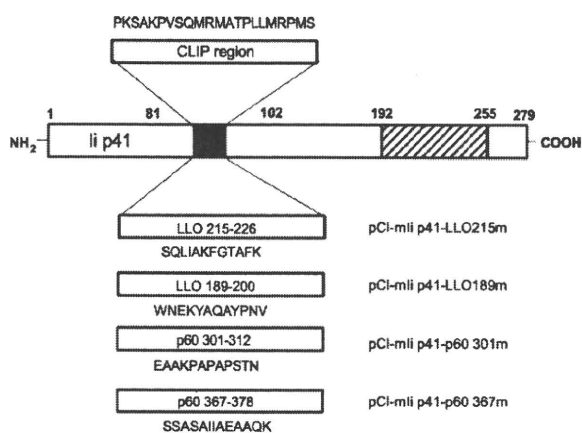 PKSAKPVSQMRMATPLLMRPMS
CLIP region
1 81 102 192 255 279
NH2 Ii p41 COOH
LLO 215-226 pCI-mIi p41-LLO215m
SQLIAKFGTAFK
LLO 189-200 pCI-mIi p41-LLO189m
WNEKYAQAYPNV
p60 301-312 pCI-mIi p41-p60 301m
EAAKPAPAPSTN
p60 367-378 pCI-mIi p41-p60 367m
SSASAIIAEAAQK